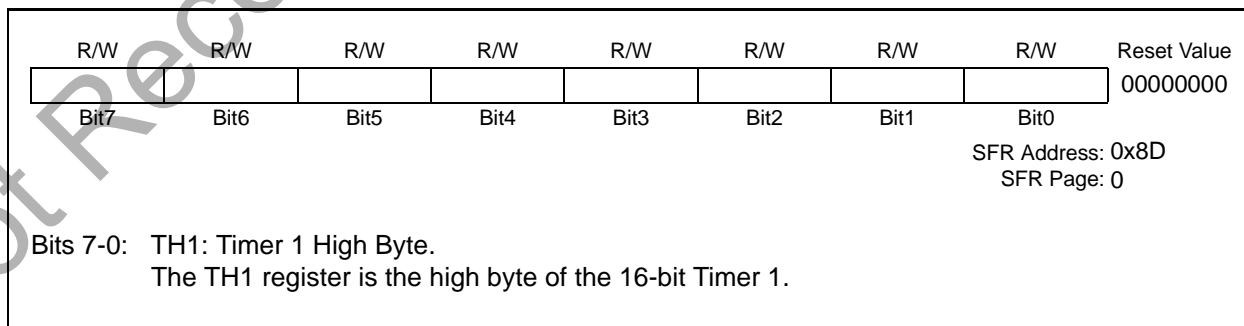 R/W R/W R/W R/W R/W R/W R/W R/W Reset Value
00000000
Bit7 Bit6 Bit5 Bit4 Bit3 Bit2 Bit1 Bit0
SFR Address: 0x8D
SFR Page: 0
Bits 7-0: TH1: Timer 1 High Byte.
The TH1 register is the high byte of the 16-bit Timer 1.